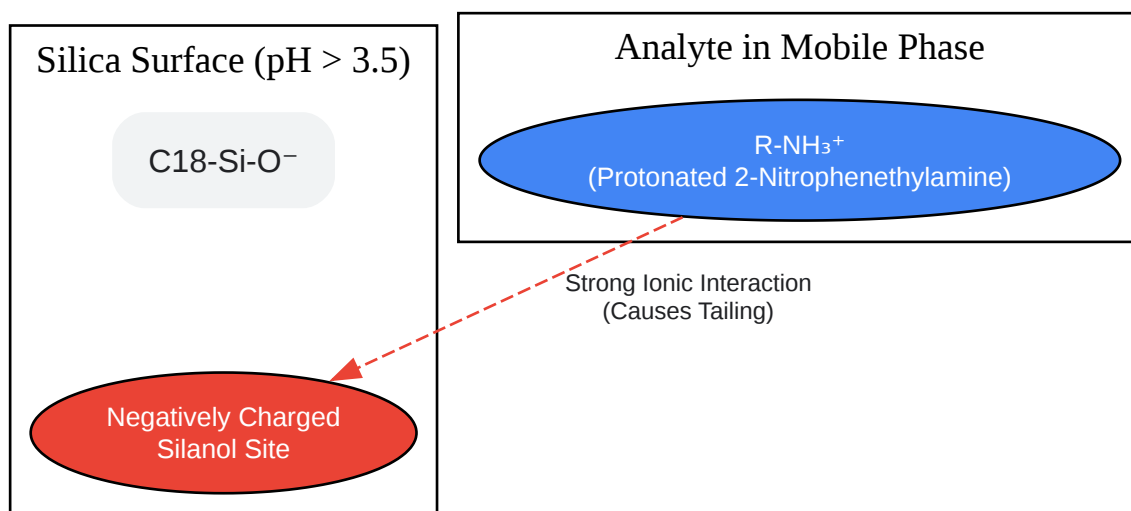 Silica Surface (pH > 3.5)
C18-Si-O⁻
Negatively Charged
Silanol Site
Analyte in Mobile Phase
R-NH₃⁺
(Protonated 2-Nitrophenethylamine)
Strong Ionic Interaction
(Causes Tailing)